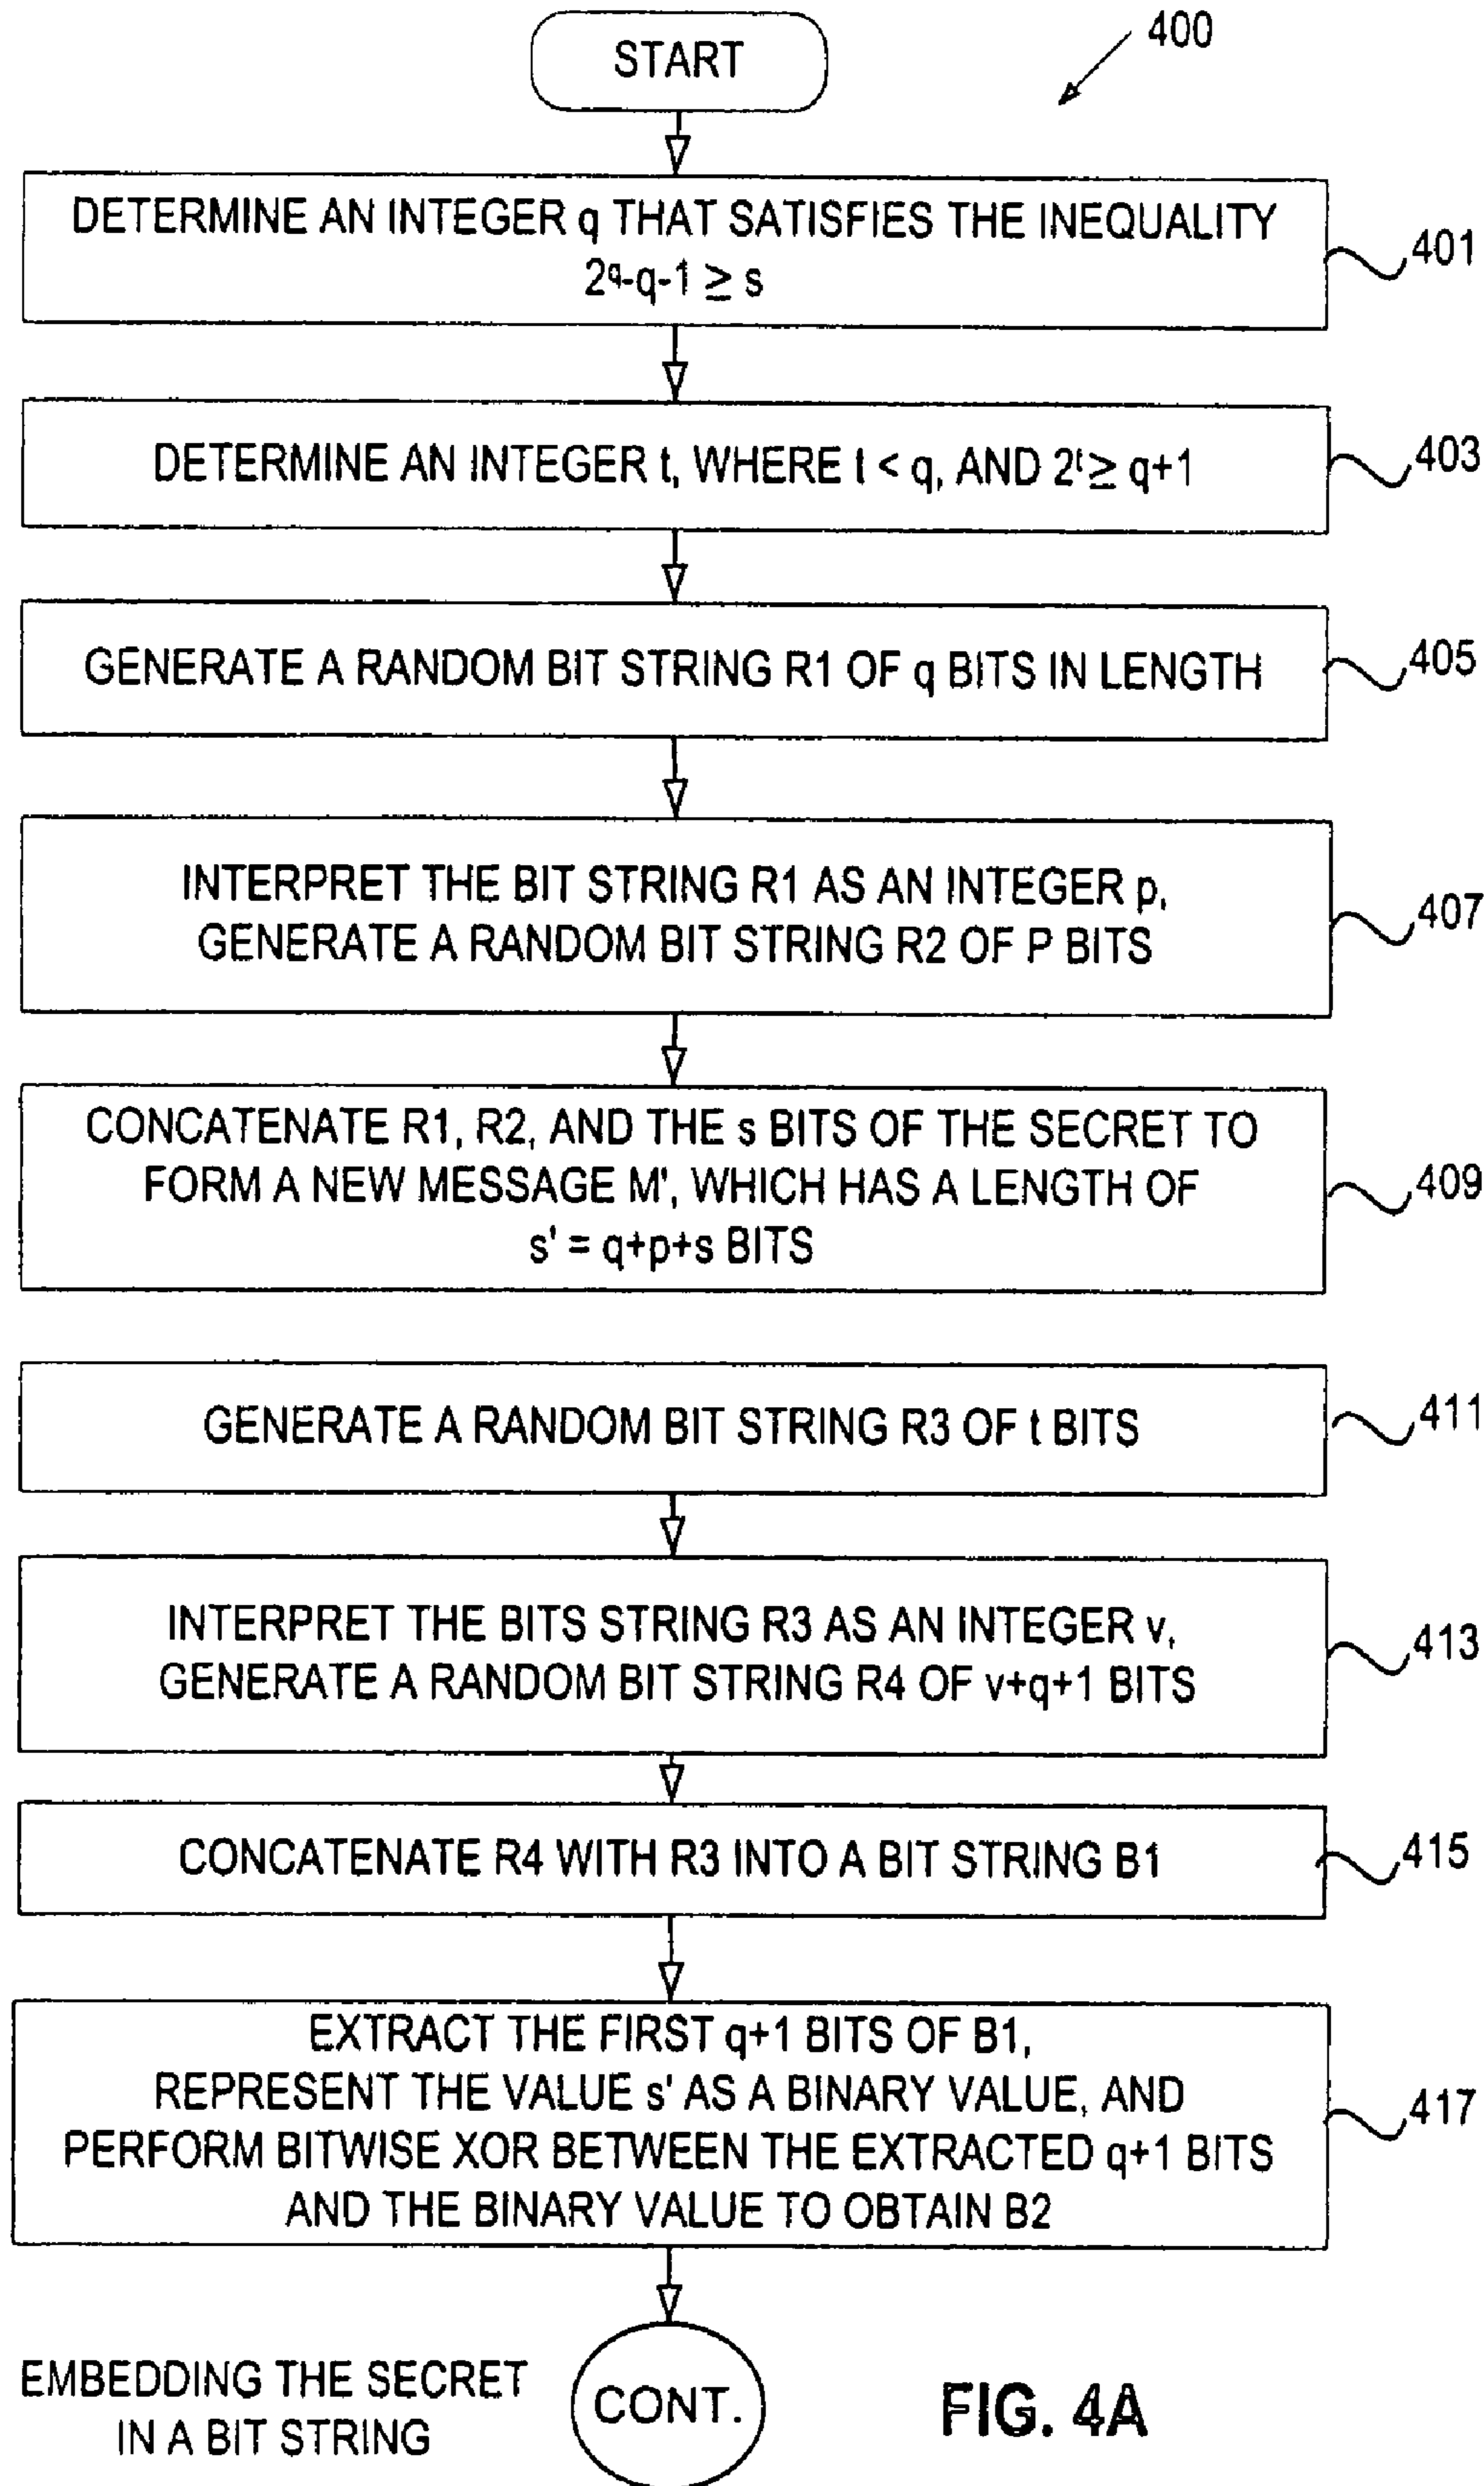 400
START
DETERMINE AN INTEGER q THAT SATISFIES THE INEQUALITY
2^q-q-1 ≥ s
401
DETERMINE AN INTEGER t, WHERE t < q, AND 2^t ≥ q+1
403
GENERATE A RANDOM BIT STRING R1 OF q BITS IN LENGTH
405
INTERPRET THE BIT STRING R1 AS AN INTEGER p,
GENERATE A RANDOM BIT STRING R2 OF P BITS
407
CONCATENATE R1, R2, AND THE s BITS OF THE SECRET TO
FORM A NEW MESSAGE M', WHICH HAS A LENGTH OF
s' = q+p+s BITS
409
GENERATE A RANDOM BIT STRING R3 OF t BITS
411
INTERPRET THE BITS STRING R3 AS AN INTEGER v,
GENERATE A RANDOM BIT STRING R4 OF v+q+1 BITS
413
CONCATENATE R4 WITH R3 INTO A BIT STRING B1
415
EXTRACT THE FIRST q+1 BITS OF B1,
REPRESENT THE VALUE s' AS A BINARY VALUE, AND
PERFORM BITWISE XOR BETWEEN THE EXTRACTED q+1 BITS
AND THE BINARY VALUE TO OBTAIN B2
417
EMBEDDING THE SECRET
IN A BIT STRING
CONT.
FIG. 4A